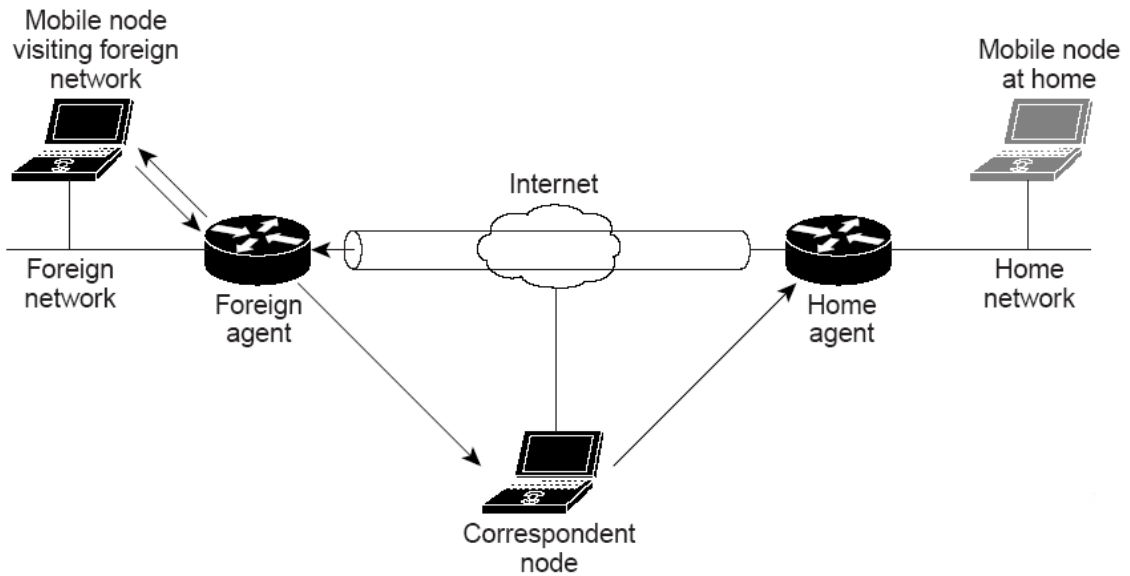 Mobile node
visiting foreign
network
Mobile node
at home
Internet
Foreign
network
Foreign
agent
Home
agent
Home
network
Correspondent
node